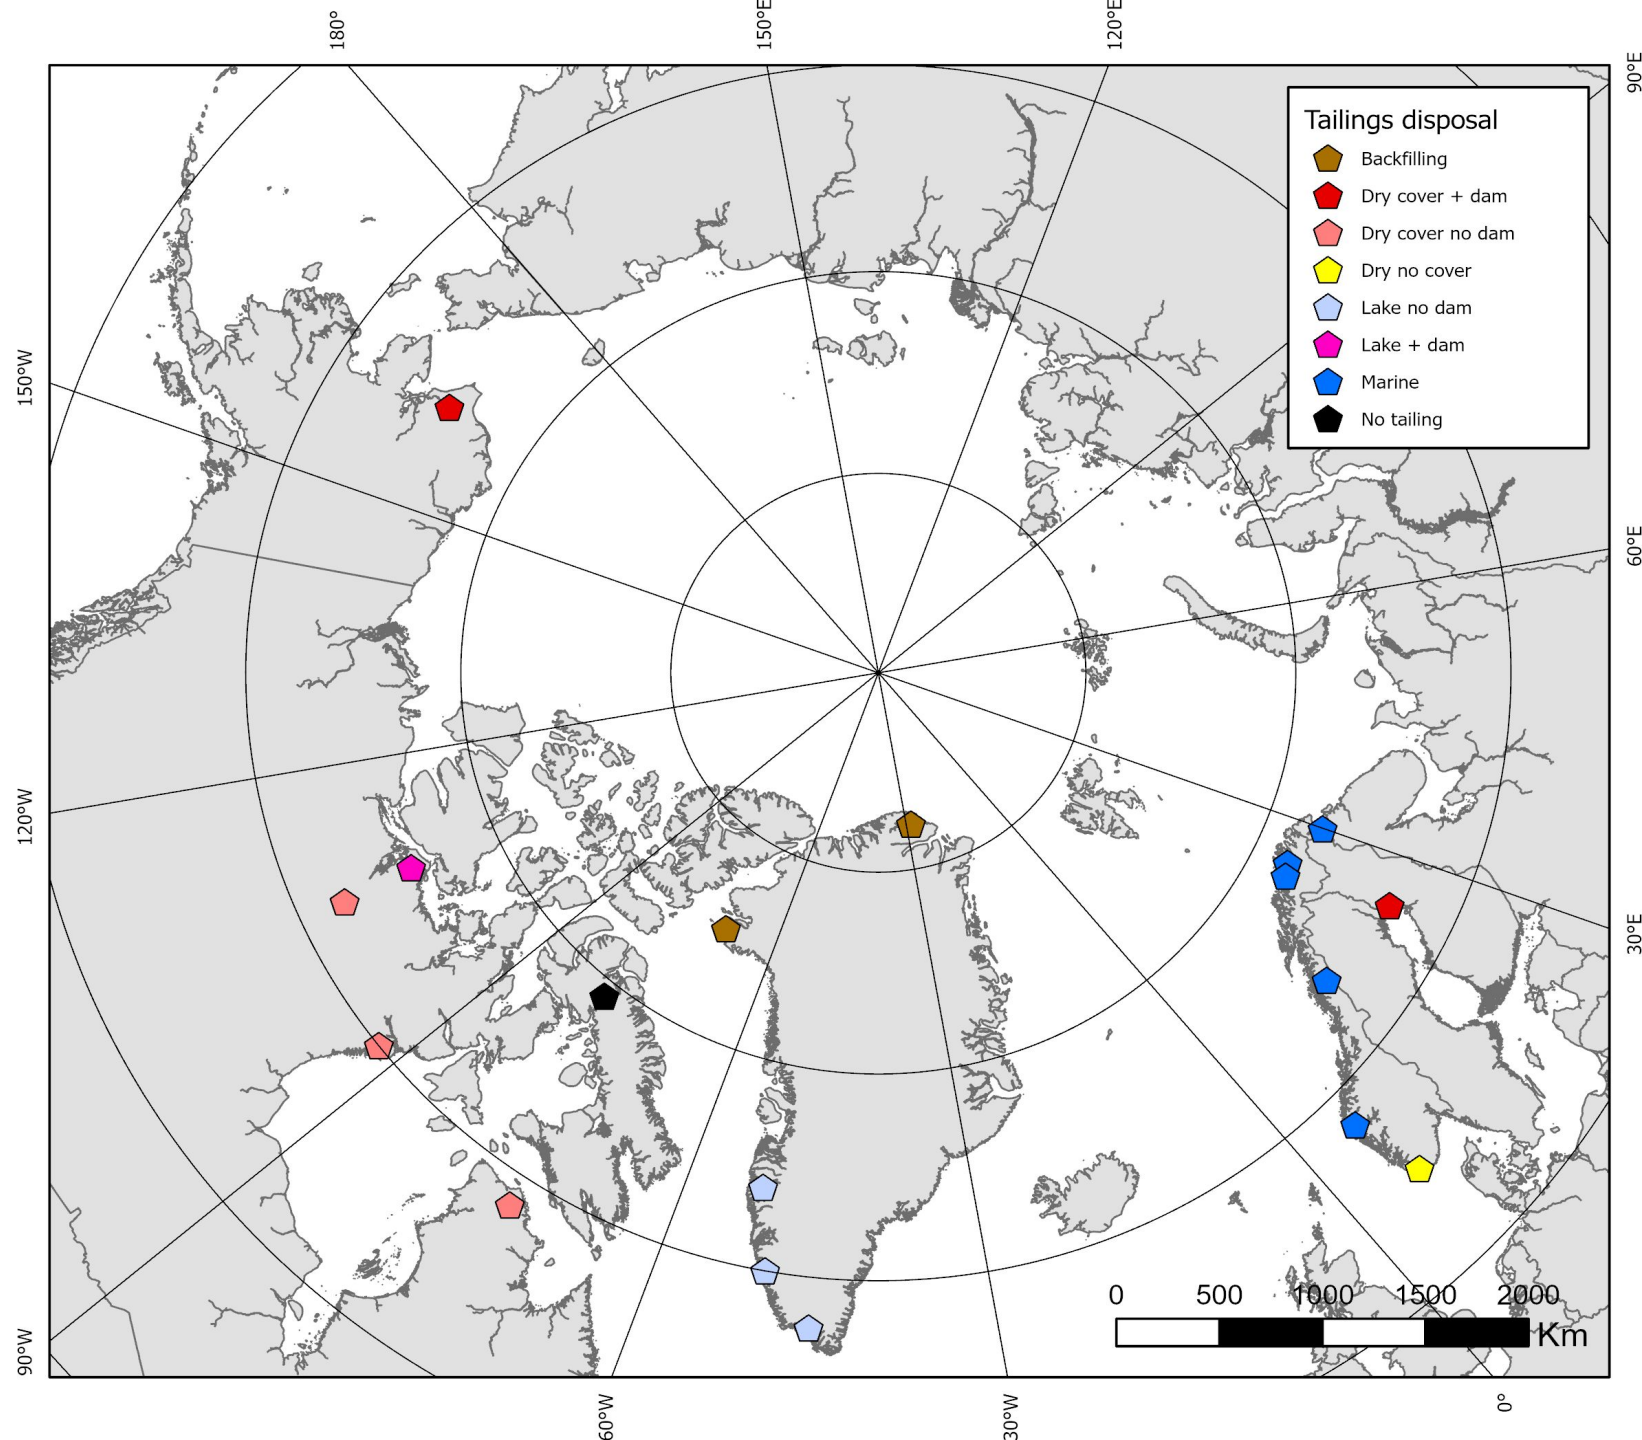 180°
150°E
120°E
90°E
Tailings disposal
Backfilling
Dry cover + dam
Dry cover no dam
Dry no cover
Lake no dam
Lake + dam
Marine
No tailing
150°W
60°E
120°W
30°E
0 500 1000 1500 2000
Km
90°W
60°W
30°W
0°